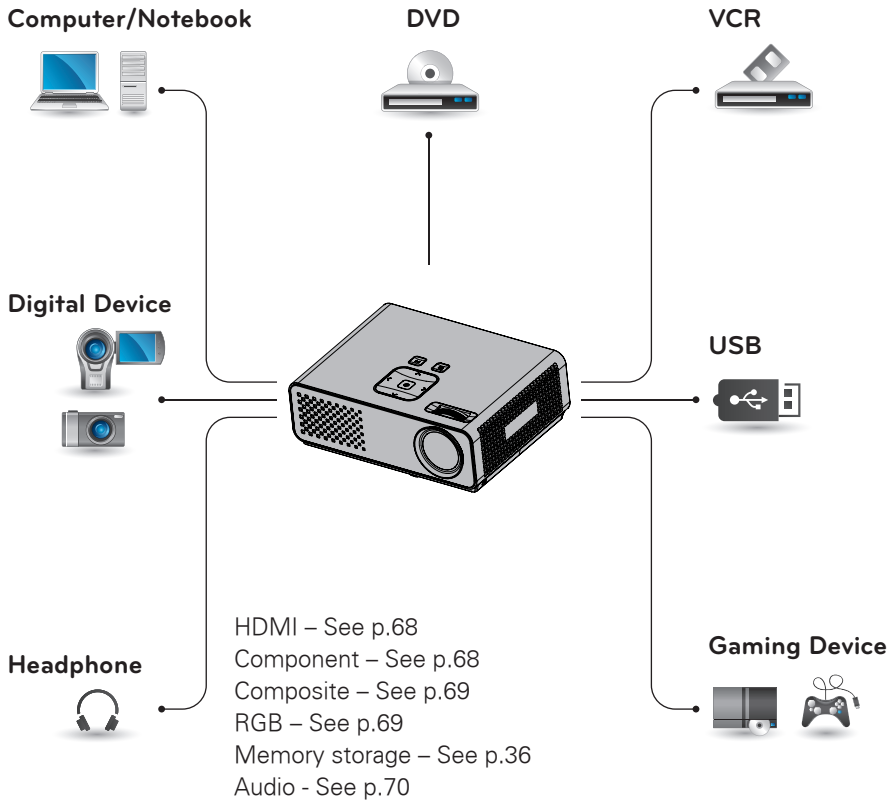 Computer/Notebook
DVD
VCR
Digital Device
USB
Headphone
HDMI – See p.68
Component – See p.68
Composite – See p.69
RGB – See p.69
Memory storage – See p.36
Audio - See p.70
Gaming Device